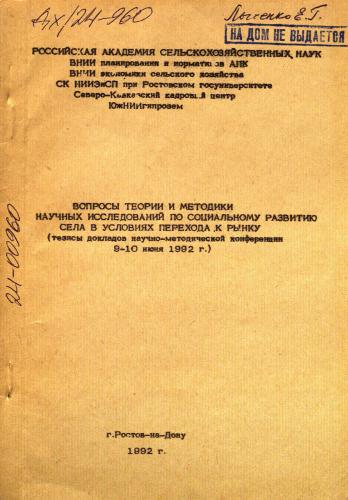 Ах/24-960
Лысенко Е.Г.
НА ДОМ НЕ ВЫДАЕТСЯ
РОССИЙСКАЯ АКАДЕМИЯ СЕЛЬСКОХОЗЯЙСТВЕННЫХ НАУК
ВНИИ планирования и нормативов АПК
ВНИИ экономики сельского хозяйства
СК НИИЭиСП при Ростовском госуниверситете
Северо-Кавказский кадровый центр
ЮжНИИгипрозем
ВОПРОСЫ ТЕОРИИ И МЕТОДИКИ
НАУЧНЫХ ИССЛЕДОВАНИЙ ПО СОЦИАЛЬНОМУ РАЗВИТИЮ
СЕЛА В УСЛОВИЯХ ПЕРЕХОДА К РЫНКУ
(тезисы докладов научно-методической конференции
9-10 июня 1992 г.)
24-00960
г.Ростов-на-Дону
1992 г.